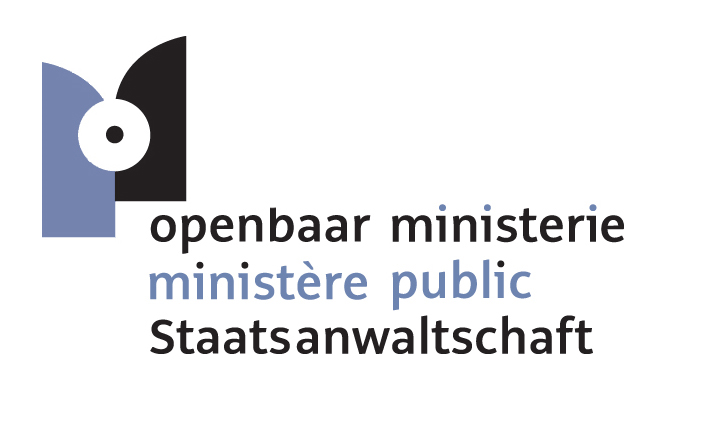 openbaar ministerie
ministère public
Staatsanwaltschaft